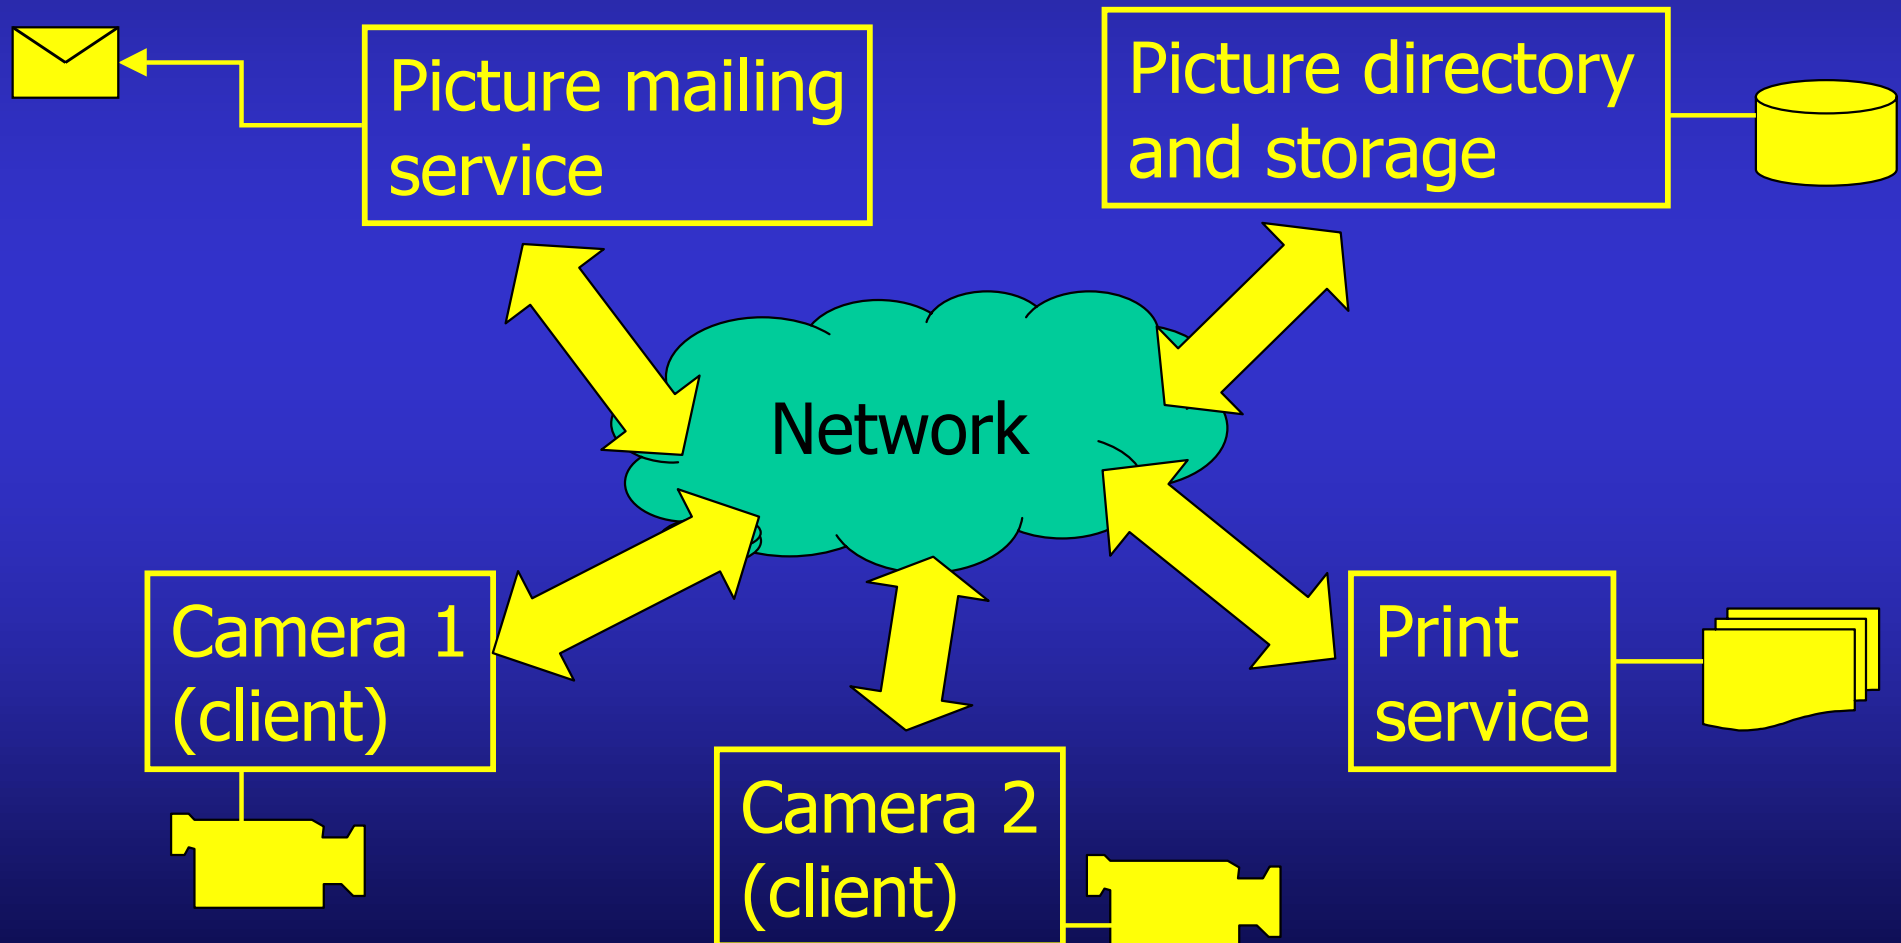 Picture mailing
service
Picture directory
and storage
Network
Camera 1
(client)
Camera 2
(client)
Print
service